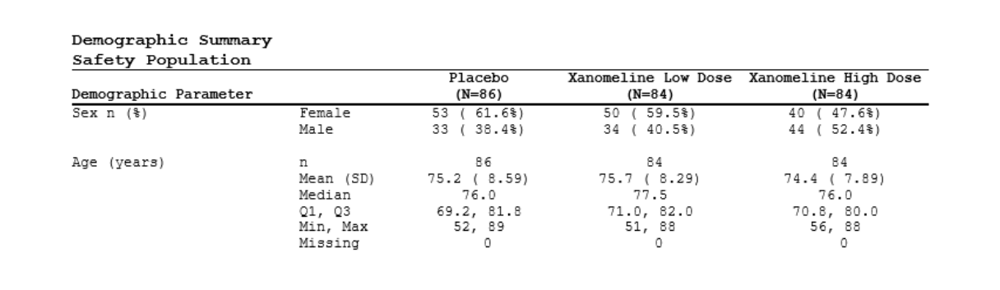 Demographic Summary
Safety Population
Placebo Xanomeline Low Dose Xanomeline High Dose
Demographic Parameter (N=86) (N=84) (N=84)
Sex n (%) Female 53 ( 61.6%) 50 ( 59.5%) 40 ( 47.6%)
Male 33 ( 38.4%) 34 ( 40.5%) 44 ( 52.4%)
Age (years) n 86 84 84
Mean (SD) 75.2 ( 8.59) 75.7 ( 8.29) 74.4 ( 7.89)
Median 76.0 77.5 76.0
Q1, Q3 69.2, 81.8 71.0, 82.0 70.8, 80.0
Min, Max 52, 89 51, 88 56, 88
Missing 0 0 0